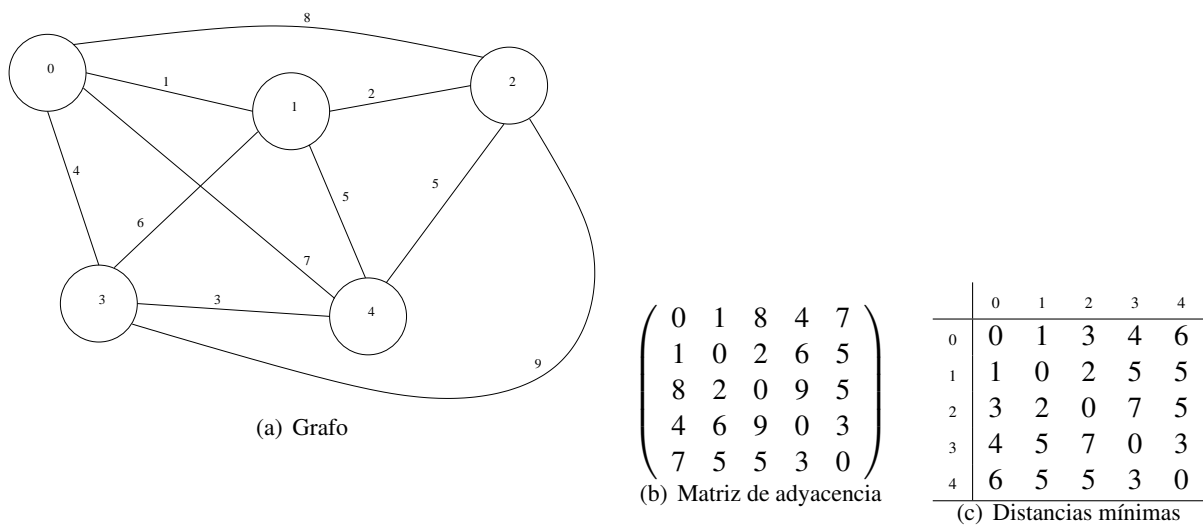 8
0
2
1
2
1
4
5
5
6
7
3
3
4
9
(a) Grafo
0 1 8 4 7
1 0 2 6 5
8 2 0 9 5
4 6 9 0 3
7 5 5 3 0
(b) Matriz de adyacencia
0 1 2 3 4
0 0 1 3 4 6
1 1 0 2 5 5
2 3 2 0 7 5
3 4 5 7 0 3
4 6 5 5 3 0
(c) Distancias mínimas